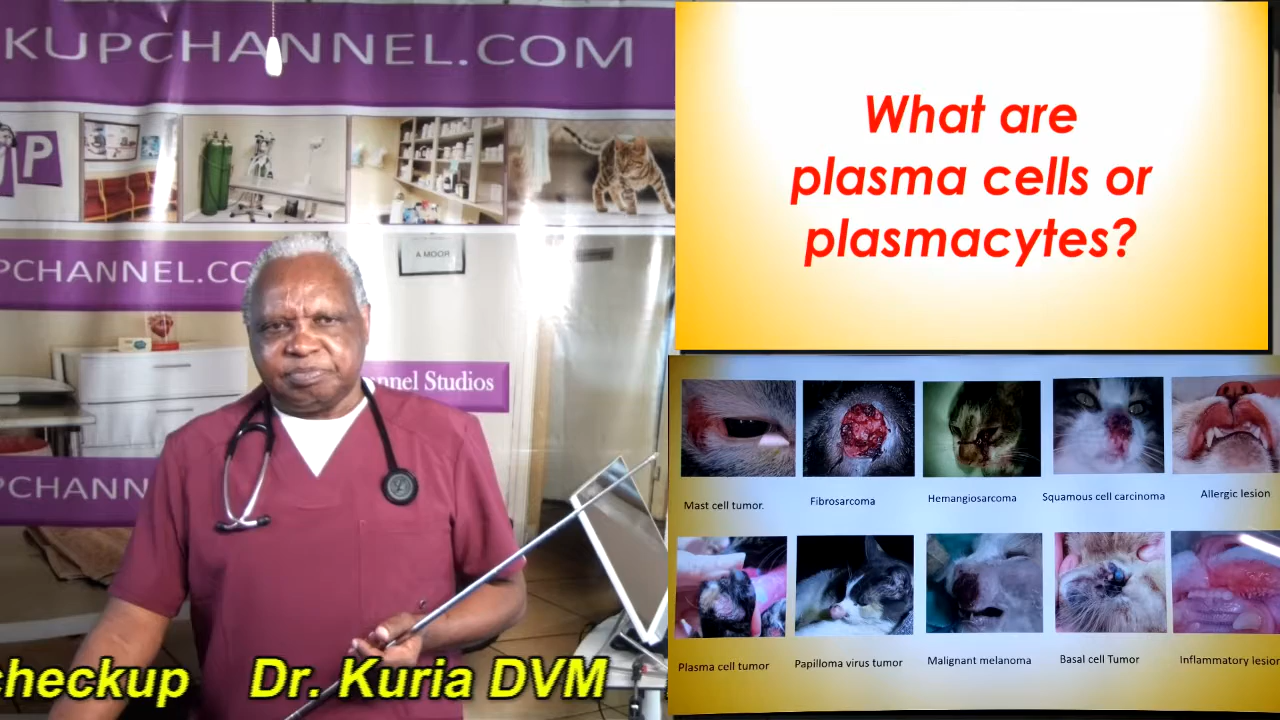 KUPCHANNEL.COM
UP
PCHANNEL.CO
A MOOR
annel Studios
PCHANN
checkup Dr. Kuria DVM
What are
plasma cells or
plasmacytes?
Mast cell tumor.
Fibrosarcoma
Hemangiosarcoma
Squamous cell carcinoma
Allergic lesion
Plasma cell tumor
Papilloma virus tumor
Malignant melanoma
Basal cell Tumor
Inflammatory lesion